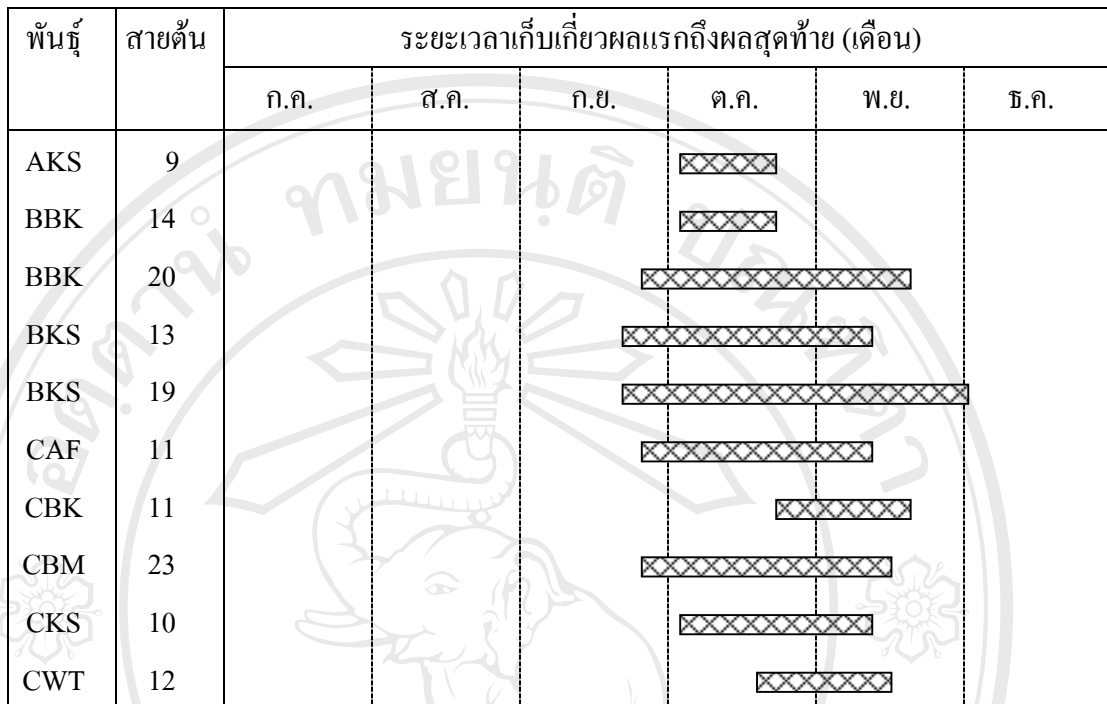 พันธุ์ สายต้น ระยะเวลาเก็บเกี่ยวผลแรกถึงผลสุดท้าย (เดือน)
ก.ค. ส.ค. ก.ย. ต.ค. พ.ย. ธ.ค.
AKS 9
BBK 14
BBK 20
BKS 13
BKS 19
CAF 11
CBK 11
CBM 23
CKS 10
CWT 12